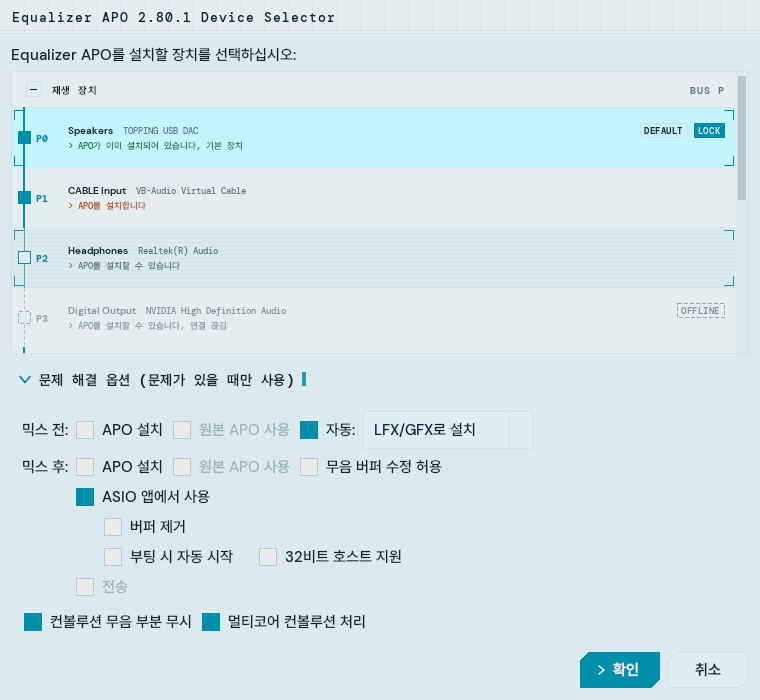 Equalizer APO 2.80.1 Device Selector
Equalizer APO를 설치할 장치를 선택하십시오:
재생 장치 BUS P
P0 Speakers TOPPING USB DAC DEFAULT LOCK
> APO가 이미 설치되어 있습니다, 기본 장치
P1 CABLE Input VB-Audio Virtual Cable
> APO를 설치합니다
P2 Headphones Realtek(R) Audio
> APO를 설치할 수 있습니다
P3 Digital Output NVIDIA High Definition Audio OFFLINE
> APO를 설치할 수 있습니다, 연결 끊김
문제 해결 옵션 (문제가 있을 때만 사용)
믹스 전: APO 설치 원본 APO 사용 자동: LFX/GFX로 설치
믹스 후: APO 설치 원본 APO 사용 무음 버퍼 수정 허용
ASIO 앱에서 사용
버퍼 제거
부팅 시 자동 시작 32비트 호스트 지원
전송
컨볼루션 무음 부분 무시 멀티코어 컨볼루션 처리
> 확인 취소